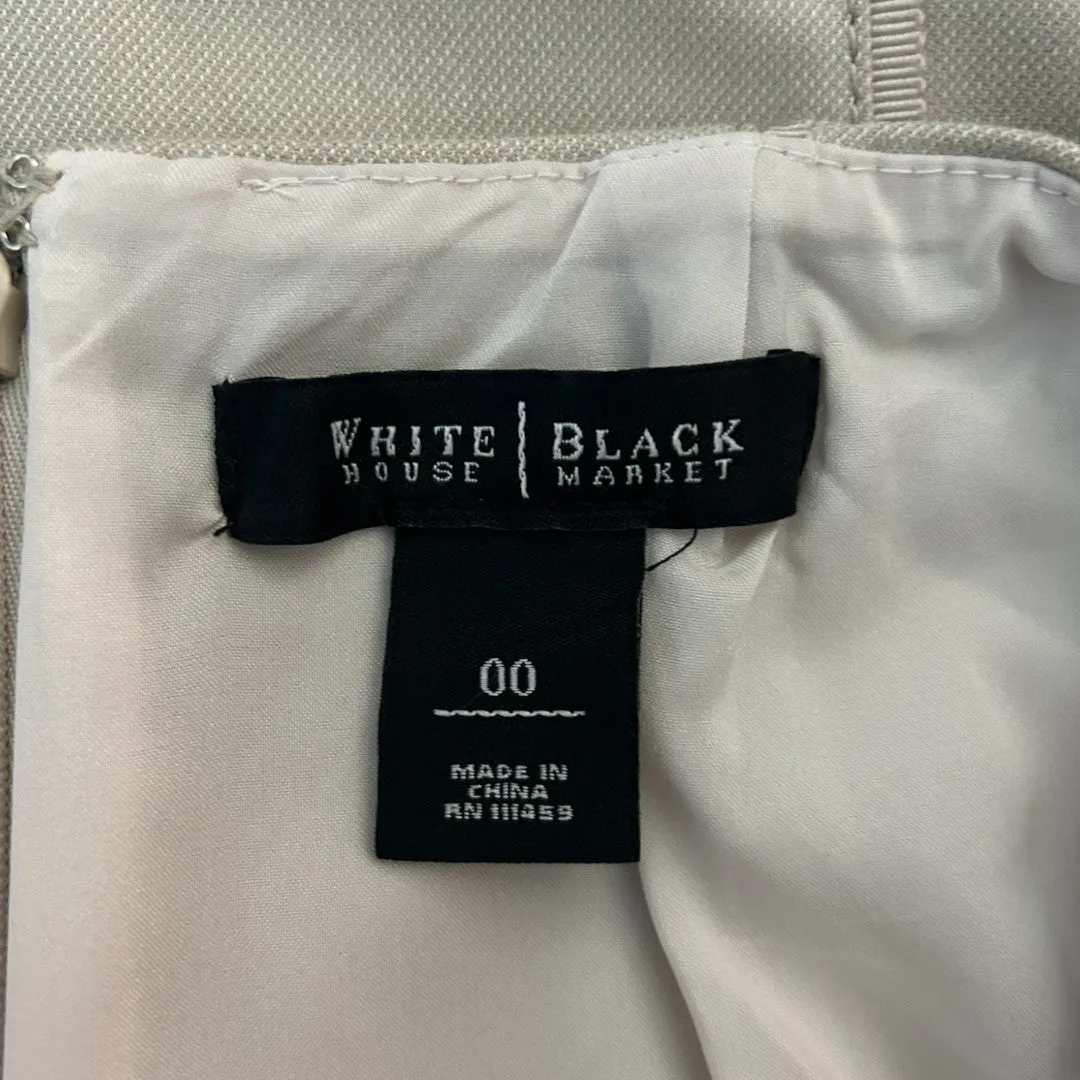 WHITE | BLACK
HOUSE MARKET
00
MADE IN
CHINA
RN 111459